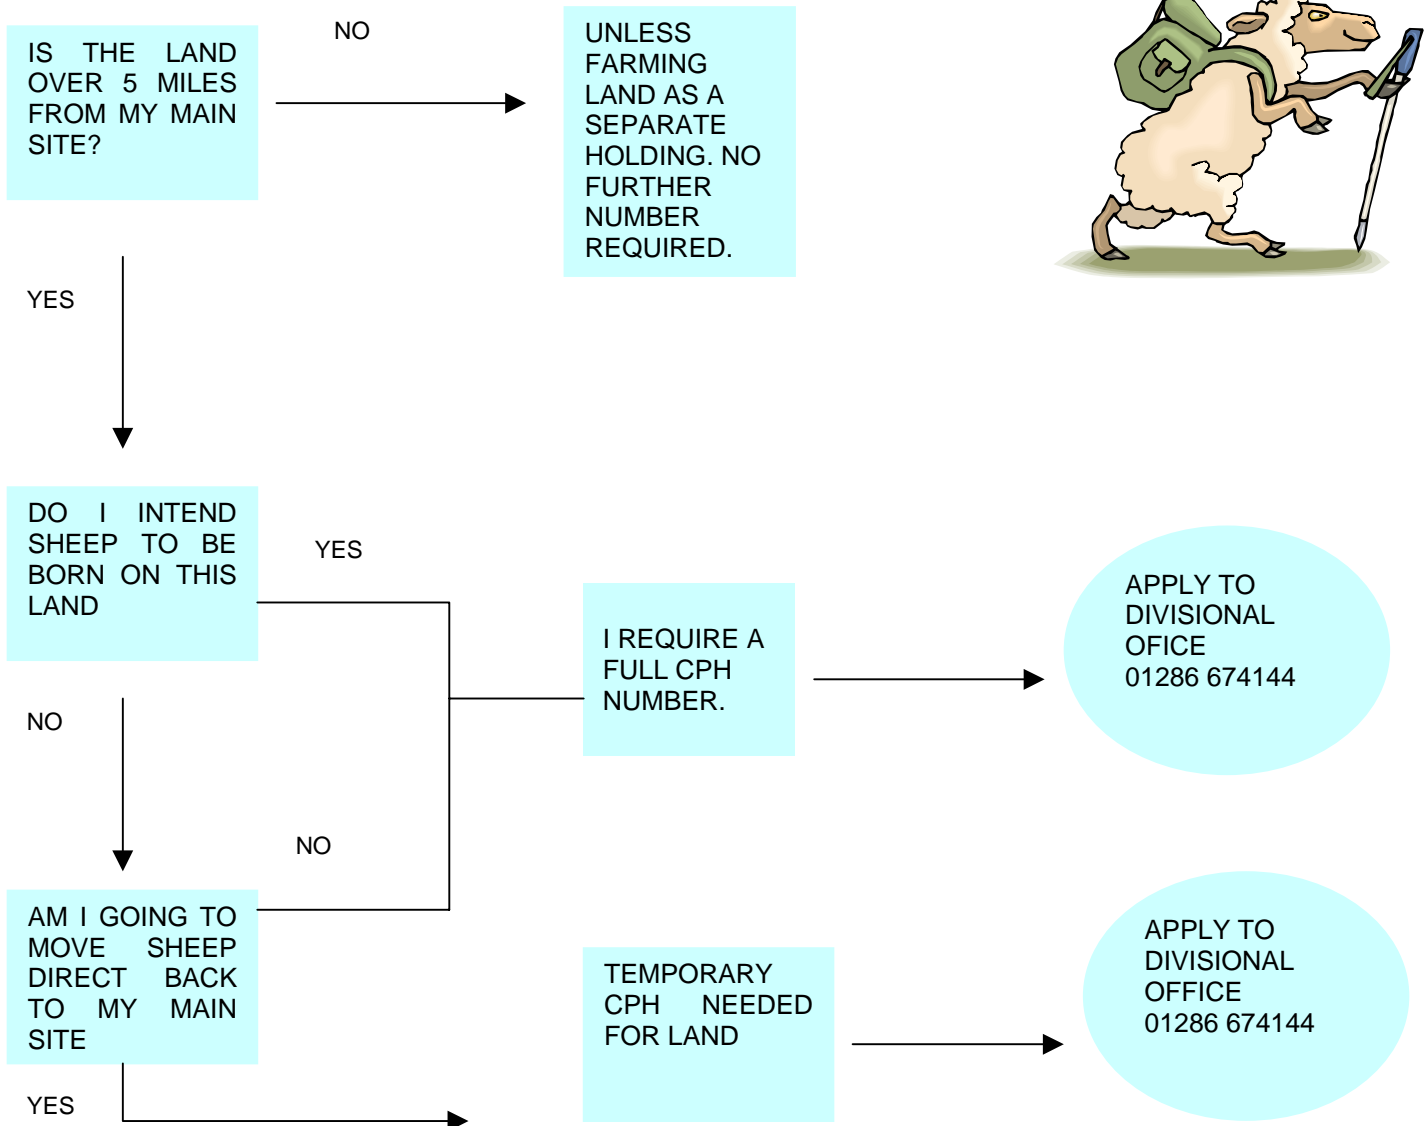 IS THE LAND
OVER 5 MILES
FROM MY MAIN
SITE?
NO
UNLESS
FARMING
LAND AS A
SEPARATE
HOLDING. NO
FURTHER
NUMBER
REQUIRED.
YES
DO I INTEND
SHEEP TO BE
BORN ON THIS
LAND
YES
I REQUIRE A
FULL CPH
NUMBER.
APPLY TO
DIVISIONAL
OFICE
01286 674144
NO
NO
AM I GOING TO
MOVE SHEEP
DIRECT BACK
TO MY MAIN
SITE
TEMPORARY
CPH NEEDED
FOR LAND
APPLY TO
DIVISIONAL
OFFICE
01286 674144
YES